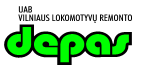 UAB
VILNIAUS LOKOMOTYVŲ REMONTO
depas